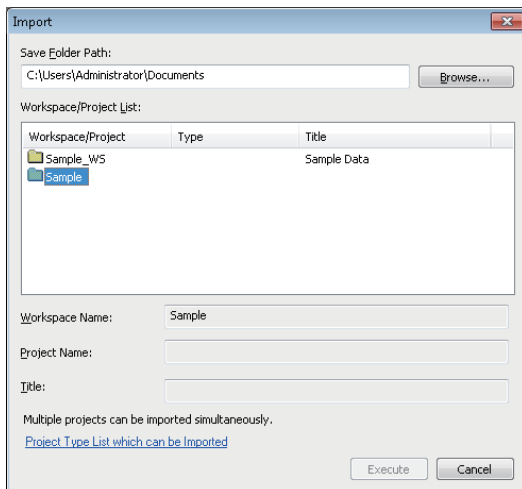 Import
Save Folder Path:
C:\Users\Administrator\Documents
Browse...
Workspace/Project List:
Workspace/Project Type Title
Sample_WS Sample Data
Sample
Workspace Name: Sample
Project Name:
Title:
Multiple projects can be imported simultaneously.
Project Type List which can be Imported
Execute Cancel